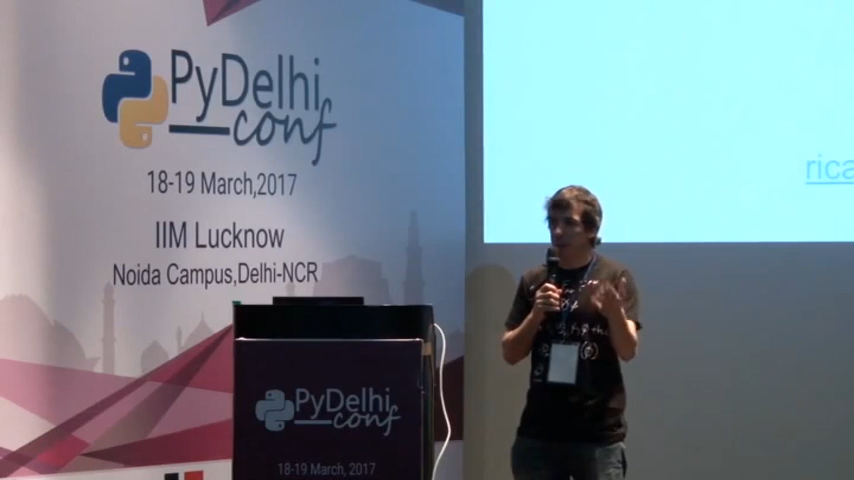 PyDelhi
conf
18-19 March,2017
IIM Lucknow
Noida Campus,Delhi-NCR
rica
PyDelhi
conf
18-19 March, 2017